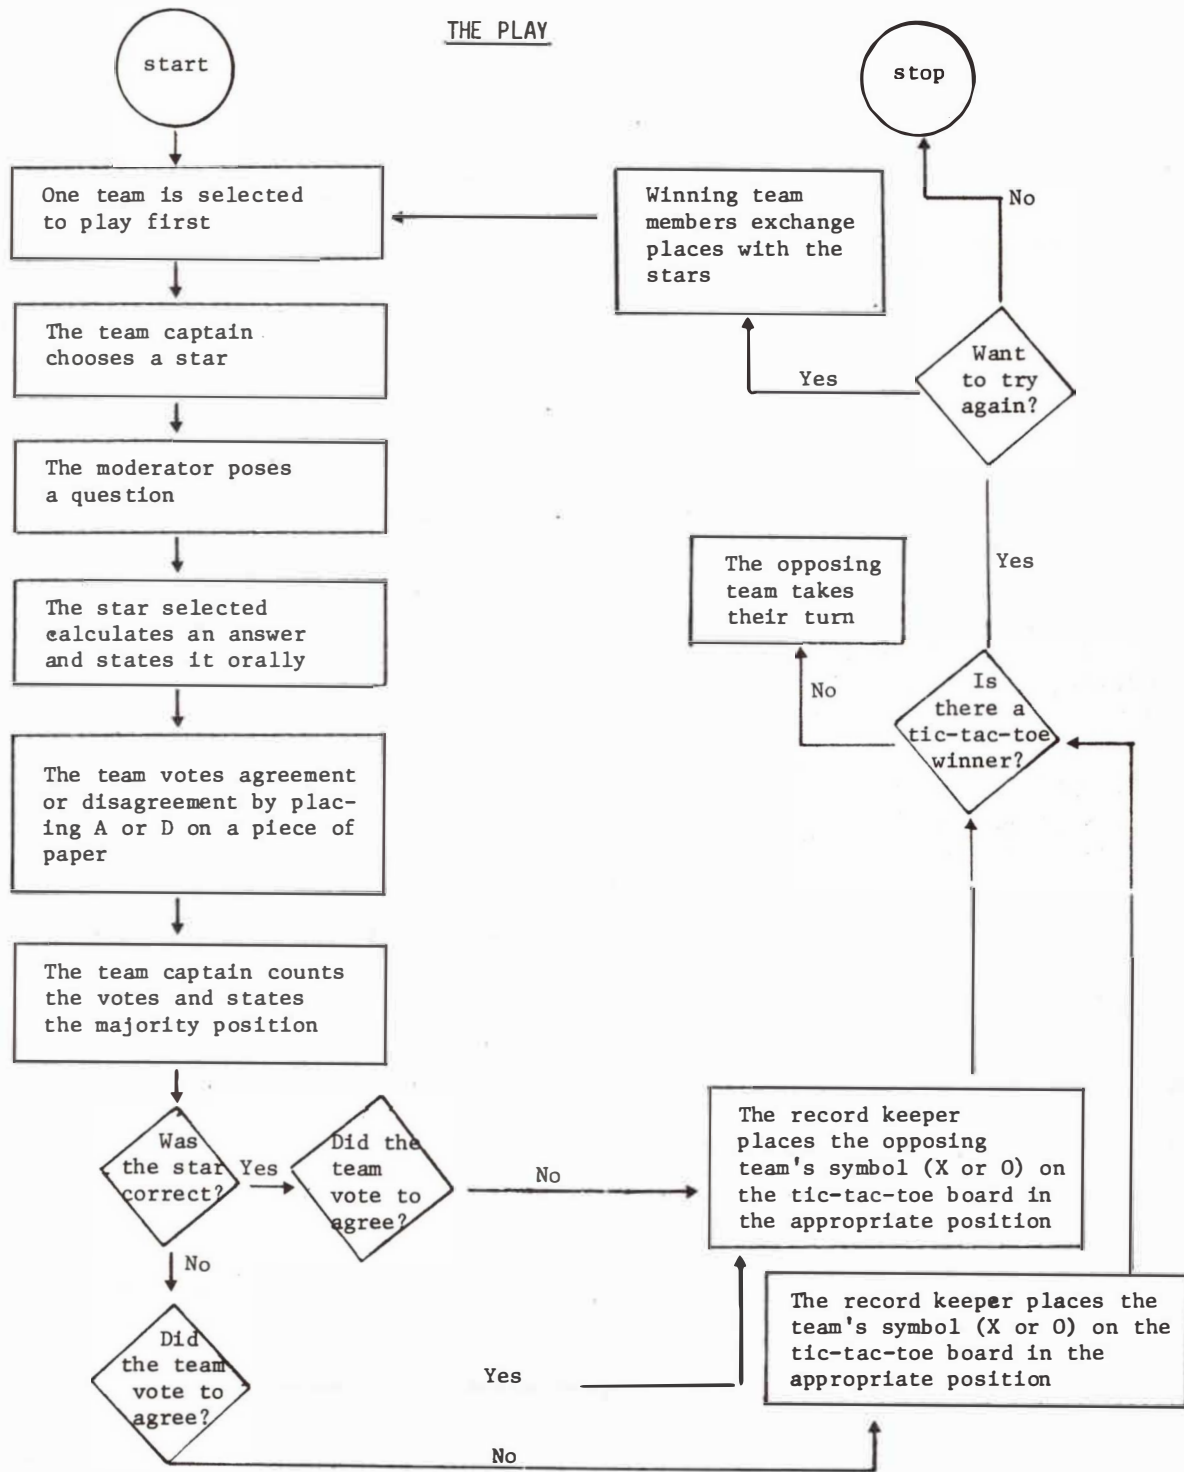 THE PLAY
start
One team is selected
to play first
The team captain
chooses a star
The moderator poses
a question
The star selected
calculates an answer
and states it orally
The team votes agreement
or disagreement by plac-
ing A or D on a piece of
paper
The team captain counts
the votes and states
the majority position
Was
the star
correct?
Yes
Did the
team
vote to
agree?
No
No
Did
the team
vote to
agree?
Yes
No
The record keeper
places the opposing
team's symbol (X or O) on
the tic-tac-toe board in
the appropriate position
The record keeper places the
team's symbol (X or O) on the
tic-tac-toe board in the
appropriate position
Is
there a
tic-tac-toe
winner?
No
The opposing
team takes
their turn
Yes
Want
to try
again?
Yes
Winning team
members exchange
places with the
stars
No
stop